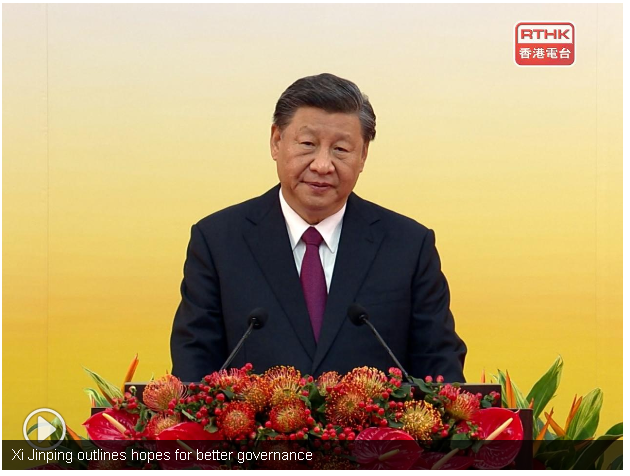 RTHK
香港電台
Xi Jinping outlines hopes for better governance